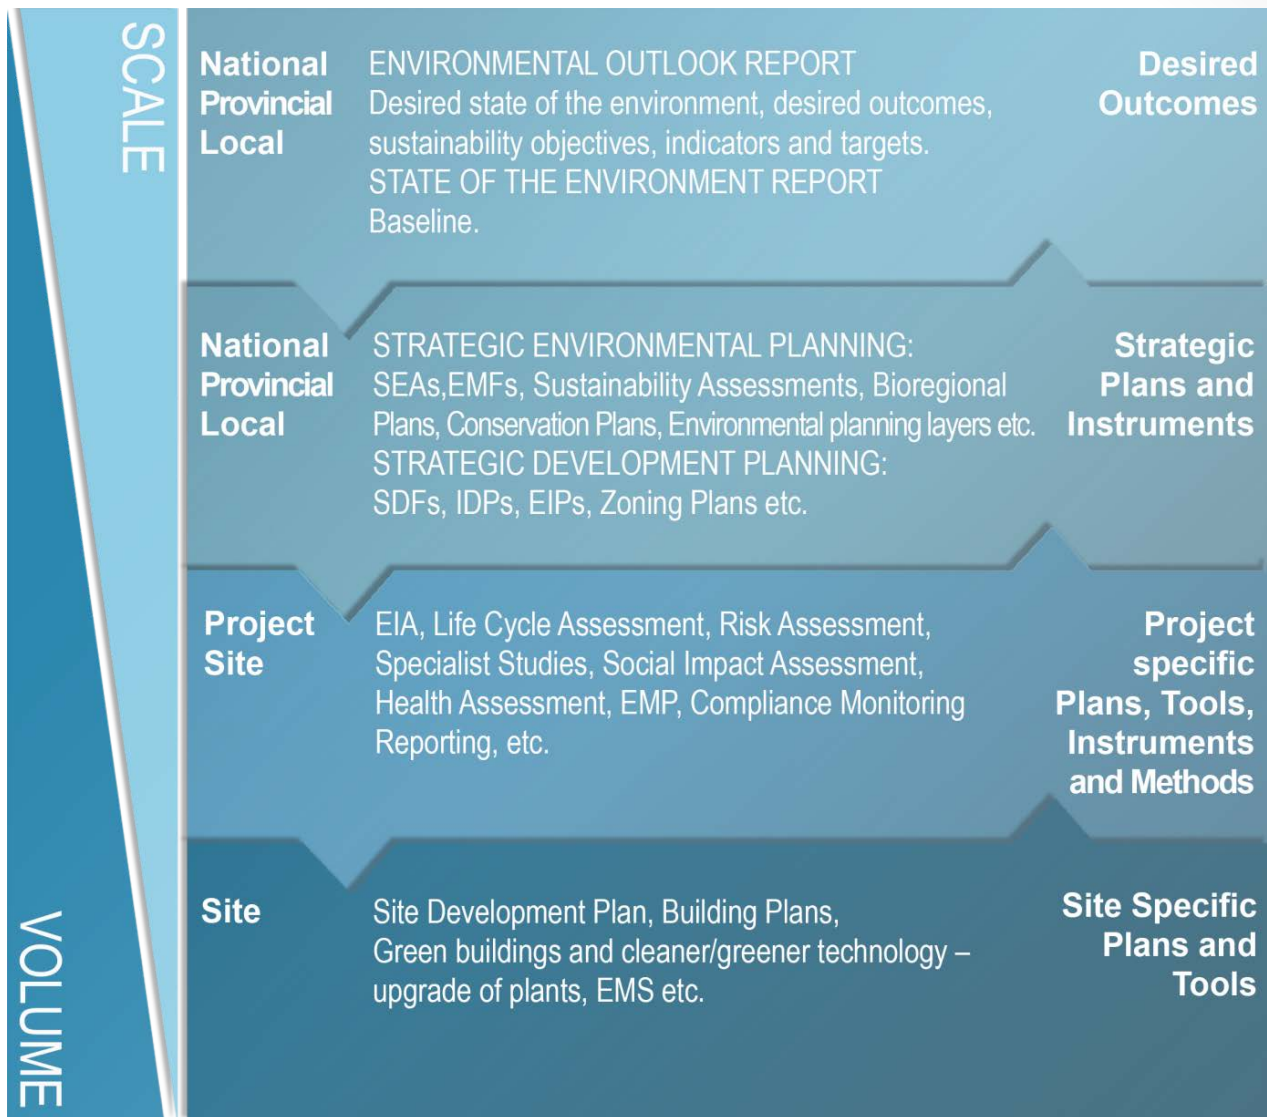 SCALE
National
Provincial
Local
ENVIRONMENTAL OUTLOOK REPORT
Desired state of the environment, desired outcomes,
sustainability objectives, indicators and targets.
STATE OF THE ENVIRONMENT REPORT
Baseline.
Desired
Outcomes
National
Provincial
Local
STRATEGIC ENVIRONMENTAL PLANNING:
SEAs,EMFs, Sustainability Assessments, Bioregional
Plans, Conservation Plans, Environmental planning layers etc.
STRATEGIC DEVELOPMENT PLANNING:
SDFs, IDPs, EIPs, Zoning Plans etc.
Strategic
Plans and
Instruments
Project
Site
EIA, Life Cycle Assessment, Risk Assessment,
Specialist Studies, Social Impact Assessment,
Health Assessment, EMP, Compliance Monitoring
Reporting, etc.
Project
specific
Plans, Tools,
Instruments
and Methods
Site
Site Development Plan, Building Plans,
Green buildings and cleaner/greener technology –
upgrade of plants, EMS etc.
Site Specific
Plans and
Tools
VOLUME